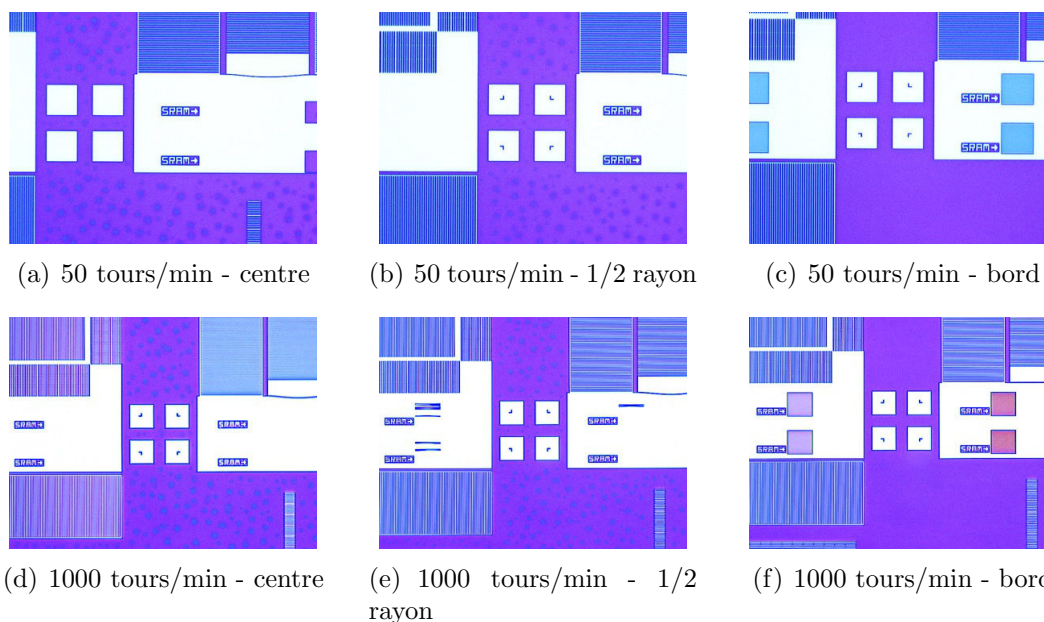 SRAM→
SRAM→
SRAM→
SRAM→
SRAM→
SRAM→
(a) 50 tours/min - centre
(b) 50 tours/min - 1/2 rayon
(c) 50 tours/min - bord
SRAM→ SRAM→
SRAM→ SRAM→
SRAM→ SRAM→
SRAM→ SRAM→
SRAM→ SRAM→
SRAM→ SRAM→
(d) 1000 tours/min - centre
(e) 1000 tours/min - 1/2
rayon
(f) 1000 tours/min - bord